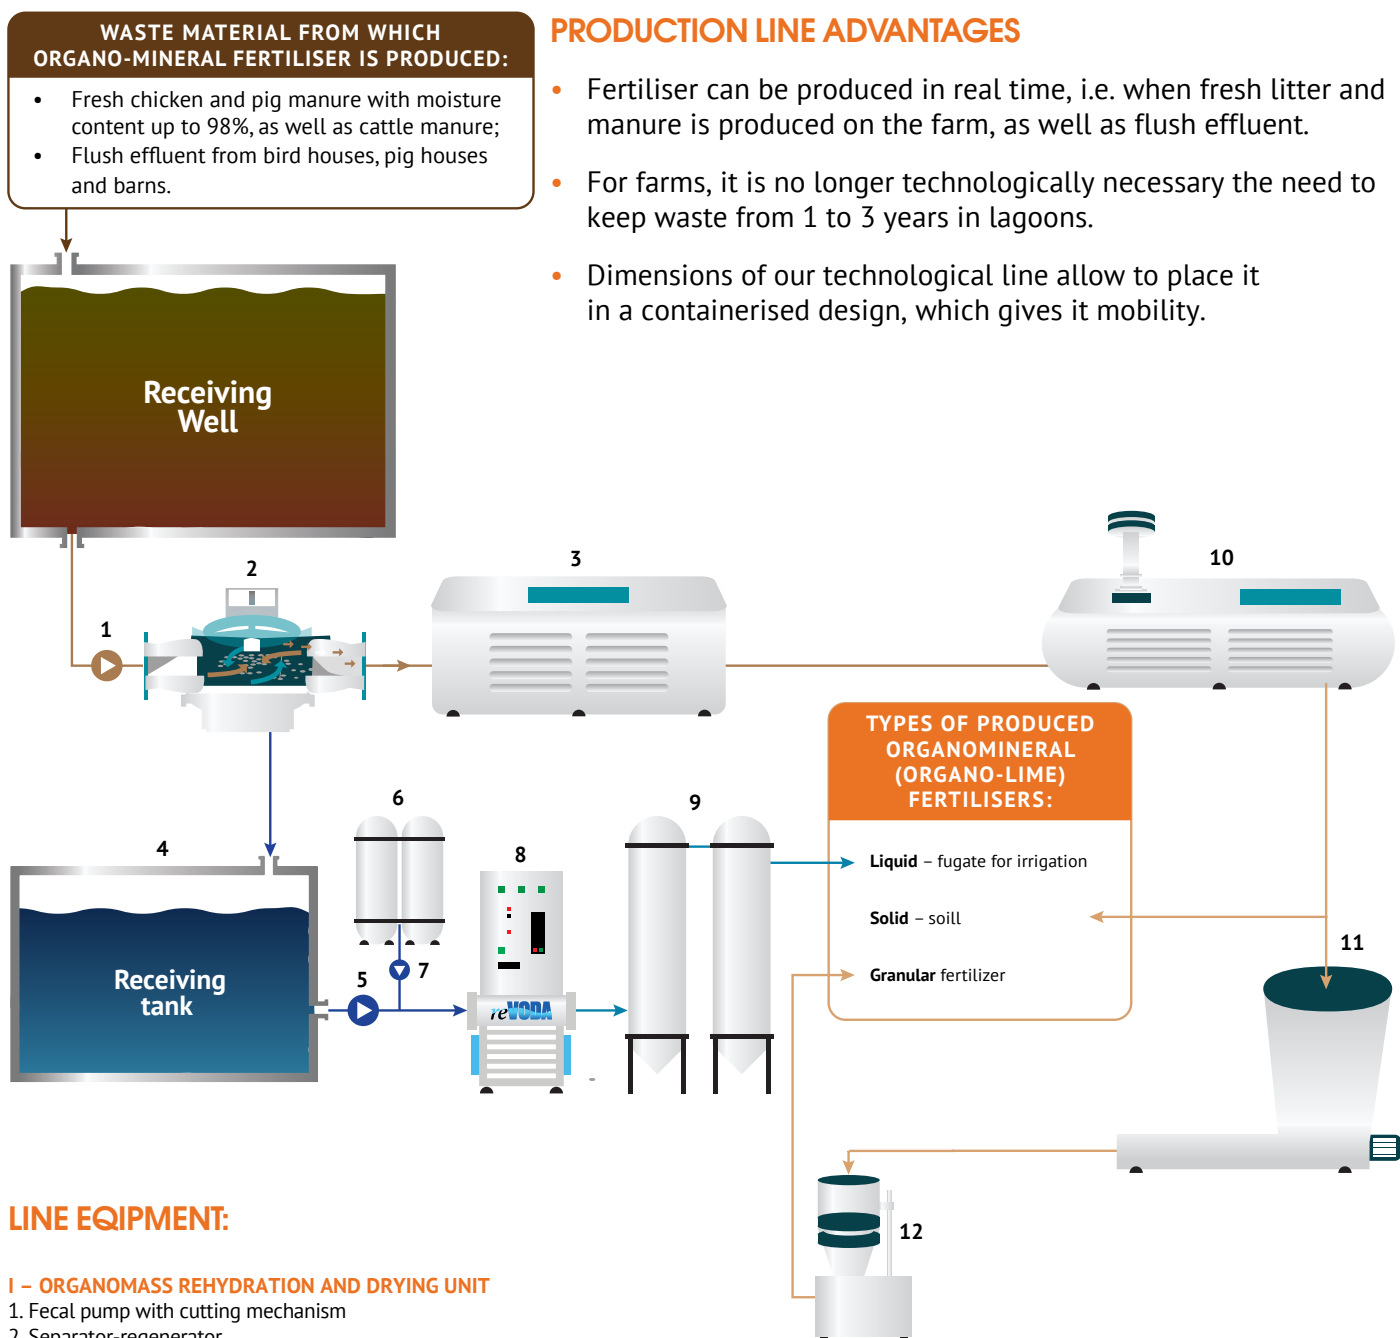 WASTE MATERIAL FROM WHICH
ORGANO-MINERAL FERTILISER IS PRODUCED:
• Fresh chicken and pig manure with moisture
content up to 98%, as well as cattle manure;
• Flush effluent from bird houses, pig houses
and barns.
PRODUCTION LINE ADVANTAGES
• Fertiliser can be produced in real time, i.e. when fresh litter and
manure is produced on the farm, as well as flush effluent.
• For farms, it is no longer technologically necessary the need to
keep waste from 1 to 3 years in lagoons.
• Dimensions of our technological line allow to place it
in a containerised design, which gives it mobility.
Receiving
Well
1
2
3
10
TYPES OF PRODUCED
ORGANOMINERAL
(ORGANO-LIME)
FERTILISERS:
Liquid – fugate for irrigation
Solid – soill
Granular fertilizer
4
Receiving
tank
5
6
7
8
reVODA
9
11
12
LINE EQIPMENT:
I – ORGANOMASS REHYDRATION AND DRYING UNIT
1. Fecal pump with cutting mechanism
2. Separator-regenerator